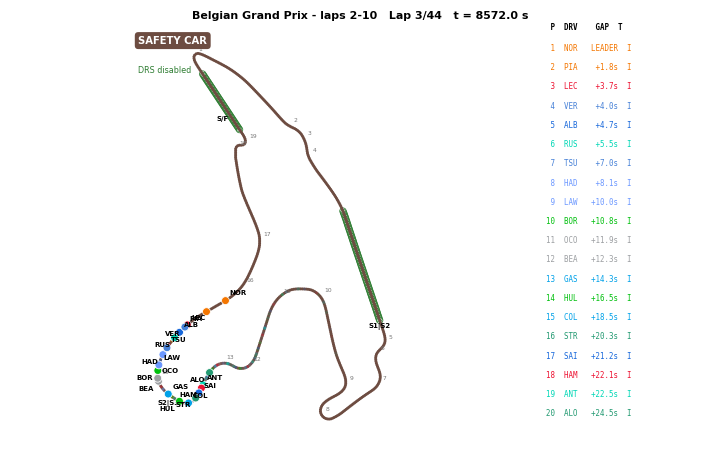 Belgian Grand Prix - laps 2-10 Lap 3/44 t = 8572.0 s
SAFETY CAR
DRS disabled
S/F
19
2
3
4
17
16
10
S1|S2
5
7
8
9
12
13
NOR
LEC
ALB
VER
TSU
RUS
LAW
HAD
OCO
BOR
BEA
GAS
S2|S
HUL
STR
HAM
COL
SAI
ALO
ANT
P DRV GAP T
1 NOR LEADER I
2 PIA +1.8s I
3 LEC +3.7s I
4 VER +4.0s I
5 ALB +4.7s I
6 RUS +5.5s I
7 TSU +7.0s I
8 HAD +8.1s I
9 LAW +10.0s I
10 BOR +10.8s I
11 OCO +11.9s I
12 BEA +12.3s I
13 GAS +14.3s I
14 HUL +16.5s I
15 COL +18.5s I
16 STR +20.3s I
17 SAI +21.2s I
18 HAM +22.1s I
19 ANT +22.5s I
20 ALO +24.5s I